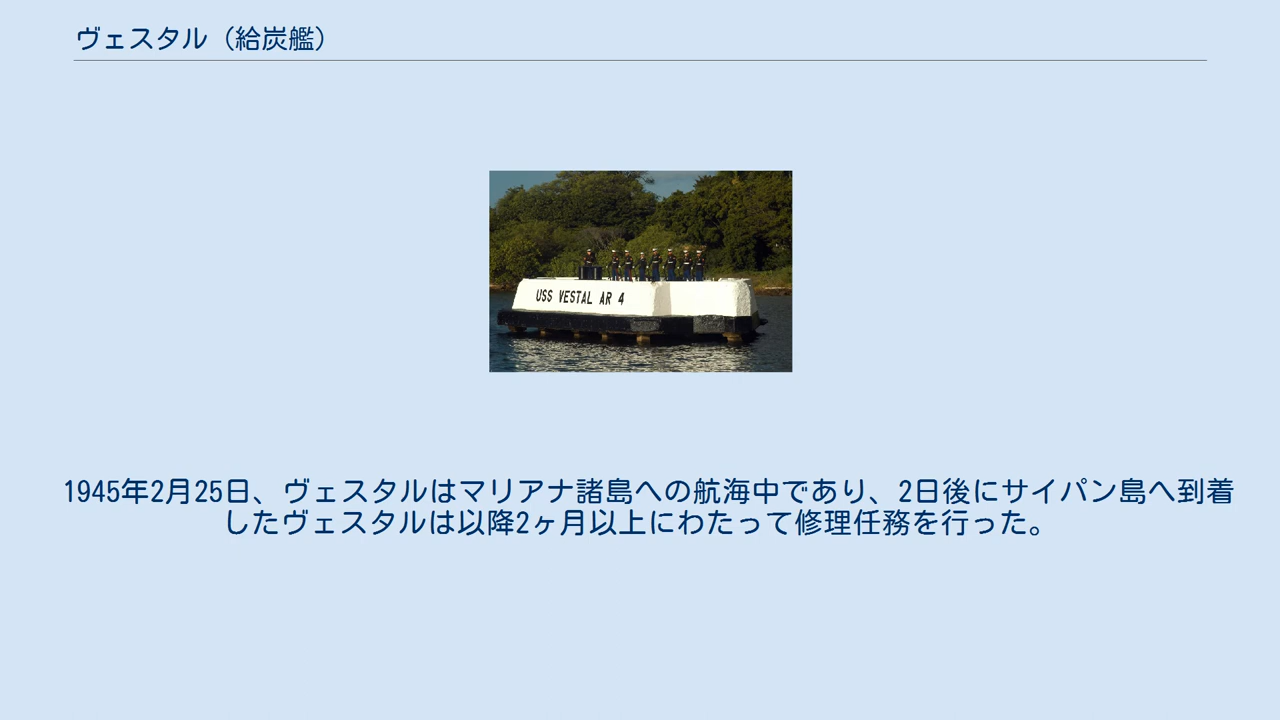 ヴェスタル（給炭艦）
USS VESTAL AR 4
1945年2月25日、ヴェスタルはマリアナ諸島への航海中であり、2日後にサイパン島へ到着
したヴェスタルは以降2ヶ月以上にわたって修理任務を行った。